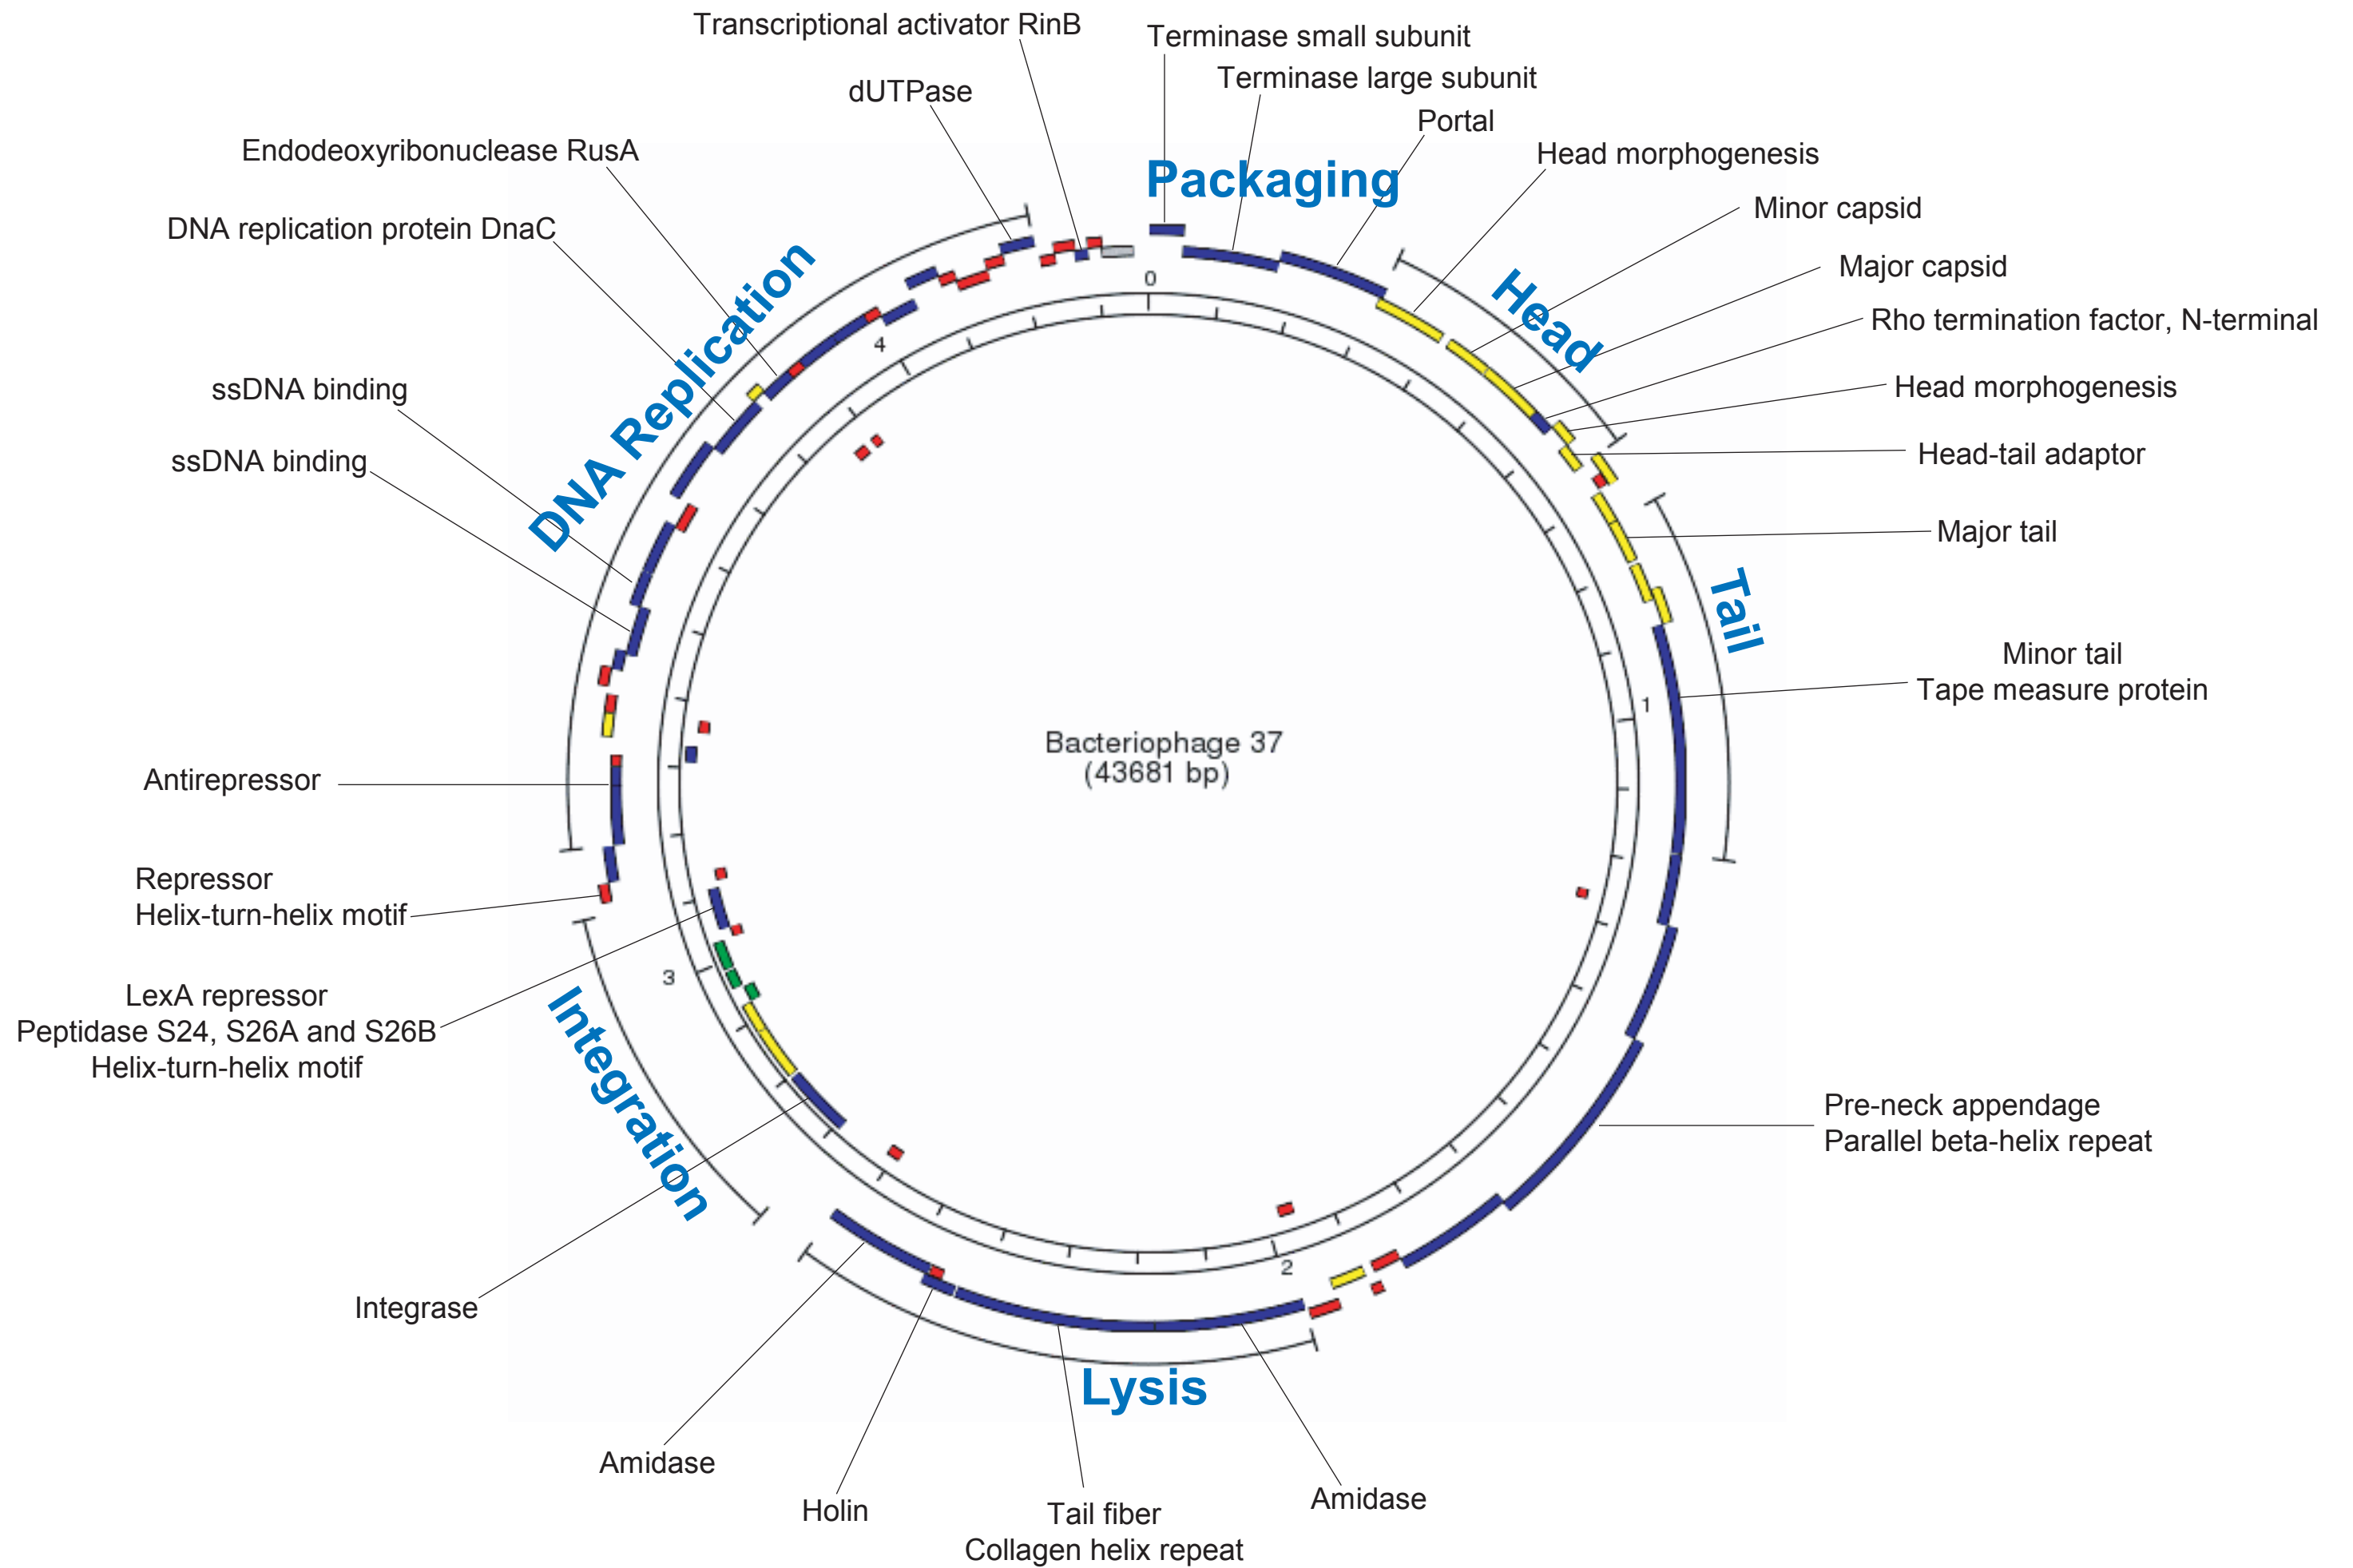 Transcriptional activator RinB
Terminase small subunit
Terminase large subunit
dUTPase
Portal
Endodeoxyribonuclease RusA
Head morphogenesis
Packaging
Minor capsid
DNA replication protein DnaC
Major capsid
0
Head
Rho termination factor, N-terminal
4
DNA Replication
ssDNA binding
Head morphogenesis
ssDNA binding
Head-tail adaptor
Major tail
Tail
Minor tail
Tape measure protein
1
Bacteriophage 37
(43681 bp)
Antirepressor
Repressor
Helix-turn-helix motif
3
LexA repressor
Peptidase S24, S26A and S26B
Helix-turn-helix motif
Integration
Pre-neck appendage
Parallel beta-helix repeat
2
Integrase
Lysis
Amidase
Holin
Tail fiber
Collagen helix repeat
Amidase